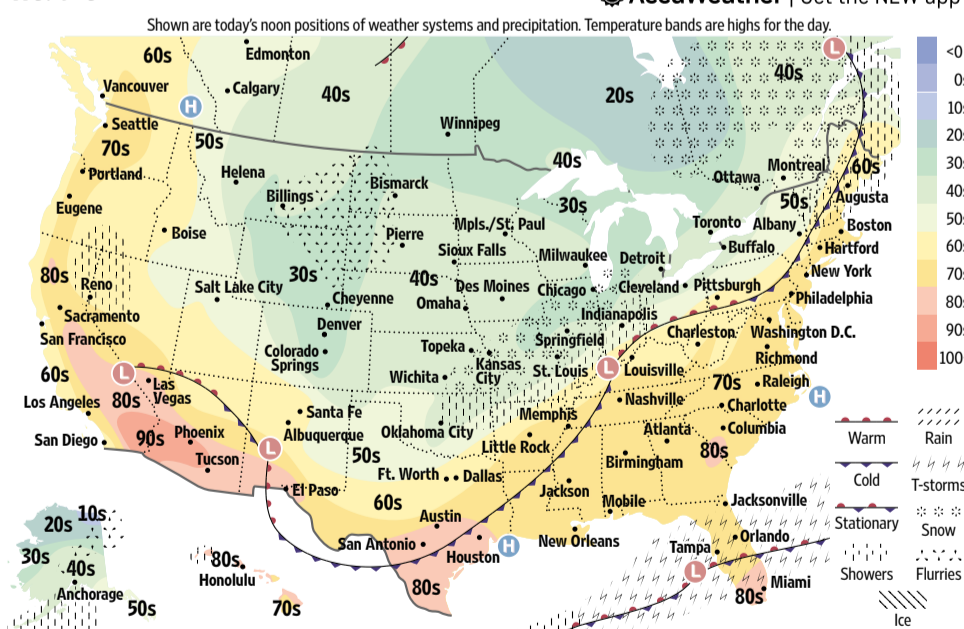 AccuWeather | Get the NEW app
Shown are today's noon positions of weather systems and precipitation. Temperature bands are highs for the day.
60s
Edmonton
Vancouver
Calgary
H
40s
20s
L
40s
<0
0s
10s
20s
30s
40s
50s
60s
70s
80s
90s
100
Seattle
70s
50s
Winnipeg
Portland
Helena
40s
Ottawa
Montreal
60s
Eugene
Billings
Bismarck
30s
50s
Augusta
Boise
Pierre
Mpls./St. Paul
Toronto
Albany
Boston
Sioux Falls
Milwaukee
Detroit
Buffalo
Hartford
80s
Reno
Salt Lake City
30s
40s
Des Moines
Chicago
Cleveland
Pittsburgh
New York
Sacramento
Cheyenne
Omaha
Indianapolis
Philadelphia
San Francisco
Denver
Springfield
Charleston
Washington D.C.
Colorado
Springs
Topeka
Kansas
City
St. Louis
L
Louisville
Richmond
60s
L
Las
Vegas
Wichita
70s
Raleigh
Los Angeles
80s
Santa Fe
Memphis
Nashville
Charlotte
H
San Diego
90s
Phoenix
Albuquerque
Oklahoma City
Little Rock
Atlanta
Columbia
Tucson
L
50s
Birmingham
80s
El Paso
Ft. Worth
Dallas
Jackson
60s
Mobile
Jacksonville
Austin
San Antonio
Houston
H
New Orleans
Tampa
Orlando
L
Miami
80s
80s
20s
10s
30s
40s
Anchorage
50s
80s
Honolulu
70s
Warm
Rain
Cold
T-storms
Stationary
Snow
Showers
Flurries
Ice